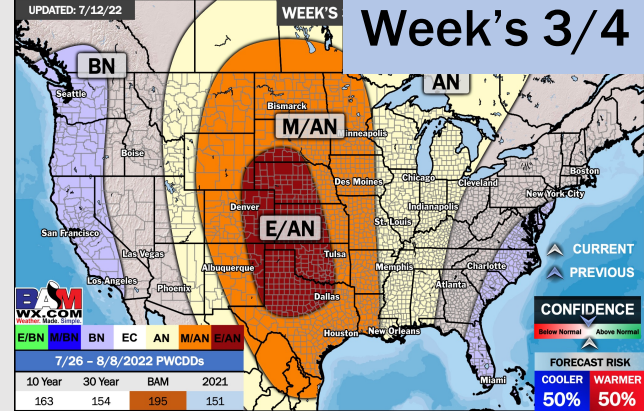 UPDATED: 7/12/22
WEEK'S
Week's 3/4
BN
AN
Seattle
Bismarck
M/AN
Minneapolis
Boise
Boston
Des Moines
Chicago
Cleveland
New York City
Denver
Indianapolis
E/AN
St. Louis
San Francisco
Las Vegas
Tulsa
Charlotte
Albuquerque
Memphis
Los Angeles
Phoenix
Dallas
Atlanta
Houston
New Orleans
Miami
CURRENT
PREVIOUS
BAM
WX.COM
Weather. Made. Simple.
E/BN M/BN BN EC AN M/AN E/AN
7/26 – 8/8/2022 PWCDDs
10 Year 30 Year BAM 2021
163 154 195 151
CONFIDENCE
Below Normal Above Normal
FORECAST RISK
COOLER WARMER
50% 50%